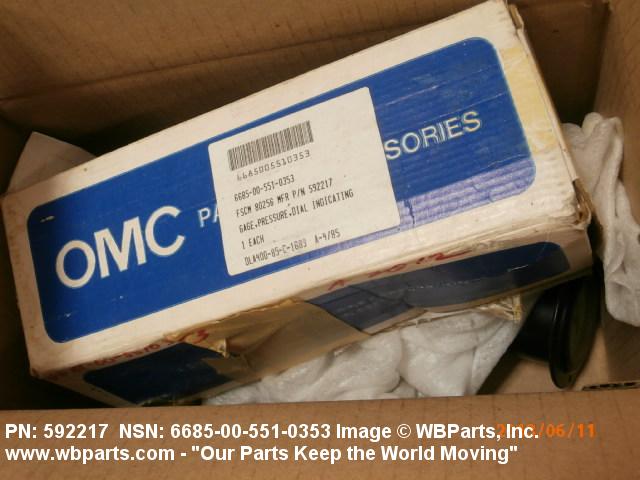 OMC PA SORIES
6685005510353
6685-00-551-0353
FSCM 80256 MFR P/N 592217
GAGE,PRESSURE,DIAL INDICATING
1 EACH
DLA400-85-C-1689 A-4/85
PN: 592217 NSN: 6685-00-551-0353 Image © WBParts, Inc.
/06/11
www.wbparts.com - "Our Parts Keep the World Moving"